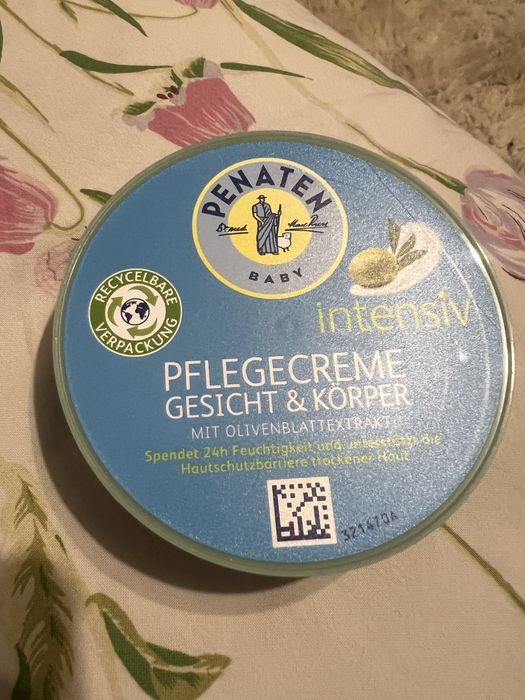 PENATEN
BABY
intensiv
RECYCELBARE
VERPACKUNG
PFLEGECREME
GESICHT & KÖRPER
MIT OLIVENBLATTEXTRAKT
Spendet 24h Feuchtigkeit und unterstützt die
Hautschutzbarriere trockener Haut